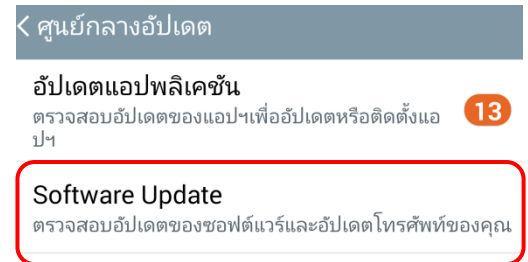 < ศูนย์กลางอัปเดต
อัปเดตแอปพลิเคชัน
ตรวจสอบอัปเดตของแอปฯเพื่ออัปเดตหรือติดตั้งแอ
ปฯ
13
Software Update
ตรวจสอบอัปเดตของซอฟต์แวร์และอัปเดตโทรศัพท์ของคุณ